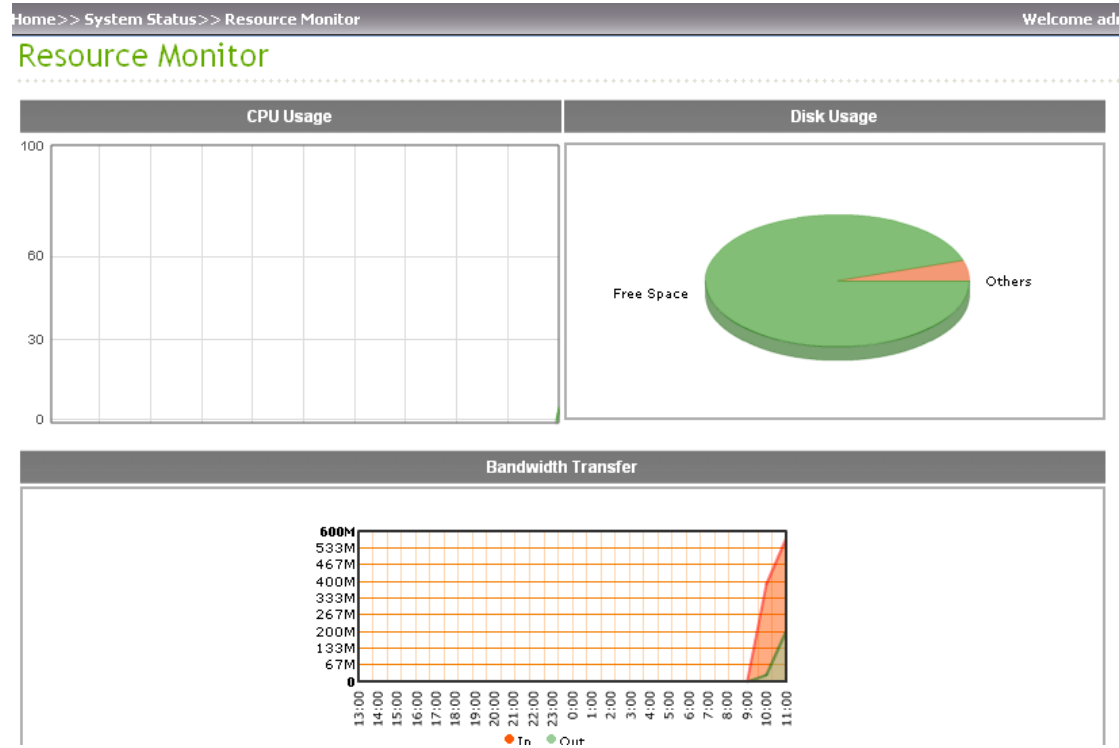 Home>> System Status>> Resource Monitor
Welcome adm
Resource Monitor
CPU Usage
Disk Usage
100
60
30
0
Free Space
Others
Bandwidth Transfer
600M
533M
467M
400M
333M
267M
200M
133M
67M
0
13:00
14:00
15:00
16:00
17:00
18:00
19:00
20:00
21:00
22:00
23:00
0:00
1:00
2:00
3:00
4:00
5:00
6:00
7:00
8:00
9:00
10:00
11:00
In
Out